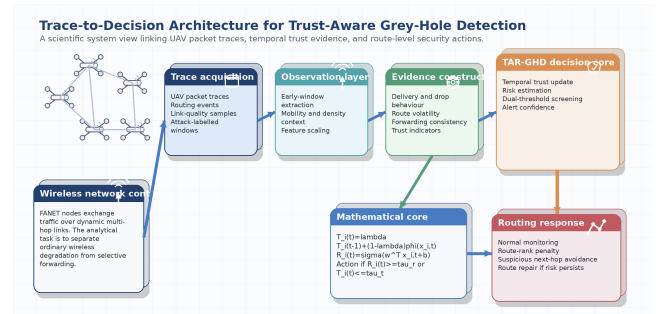 Trace-to-Decision Architecture for Trust-Aware Grey-Hole Detection
A scientific system view linking UAV packet traces, temporal trust evidence, and route-level security actions.
Trace acquisition
UAV packet traces
Routing events
Link-quality samples
Attack-labelled
windows
Observation layer
Early-window
extraction
Mobility and density
context
Feature scaling
Evidence construct
Delivery and drop
behaviour
Route volatility
Forwarding consistency
Trust indicators
TAR-GHD decision core
Temporal trust update
Risk estimation
Dual-threshold screening
Alert confidence
Wireless network con
FANET nodes exchange
traffic over dynamic multi-
hop links. The analytical
task is to separate
ordinary wireless
degradation from selective
forwarding.
Mathematical core
T_i(t)=lambda
T_i(t-1)+(1-lambda)phi(x_i,t)
R_i(t)=sigma(w^T x_i,t+b)
Action if R_i(t)>=tau_r or
T_i(t)<=tau_t
Routing response
Normal monitoring
Route-rank penalty
Suspicious next-hop avoidance
Route repair if risk persists